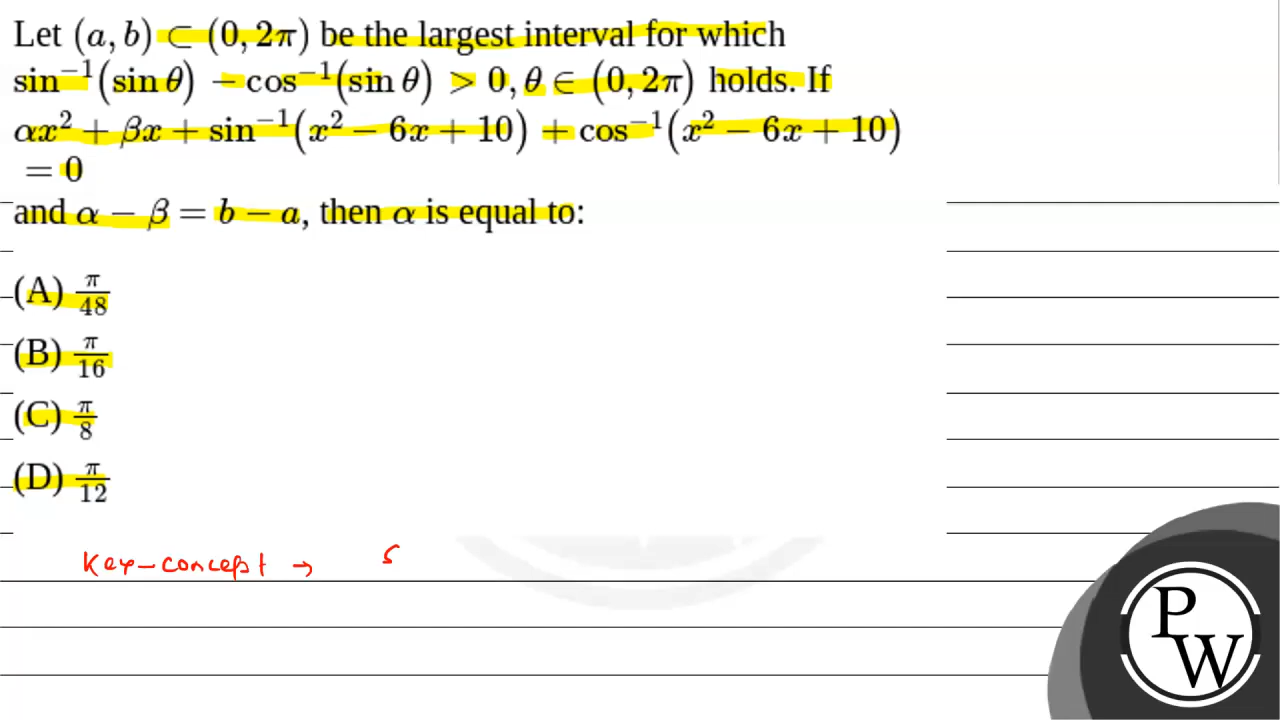 Let (a, b) ⊂ (0, 2π) be the largest interval for which
sin⁻¹(sin θ) − cos⁻¹(sin θ) > 0, θ ∈ (0, 2π) holds. If
αx² + βx + sin⁻¹(x² − 6x + 10) + cos⁻¹(x² − 6x + 10)
= 0
and α − β = b − a, then α is equal to:
(A) π/48
(B) π/16
(C) π/8
(D) π/12
Key-concept → S
P
W